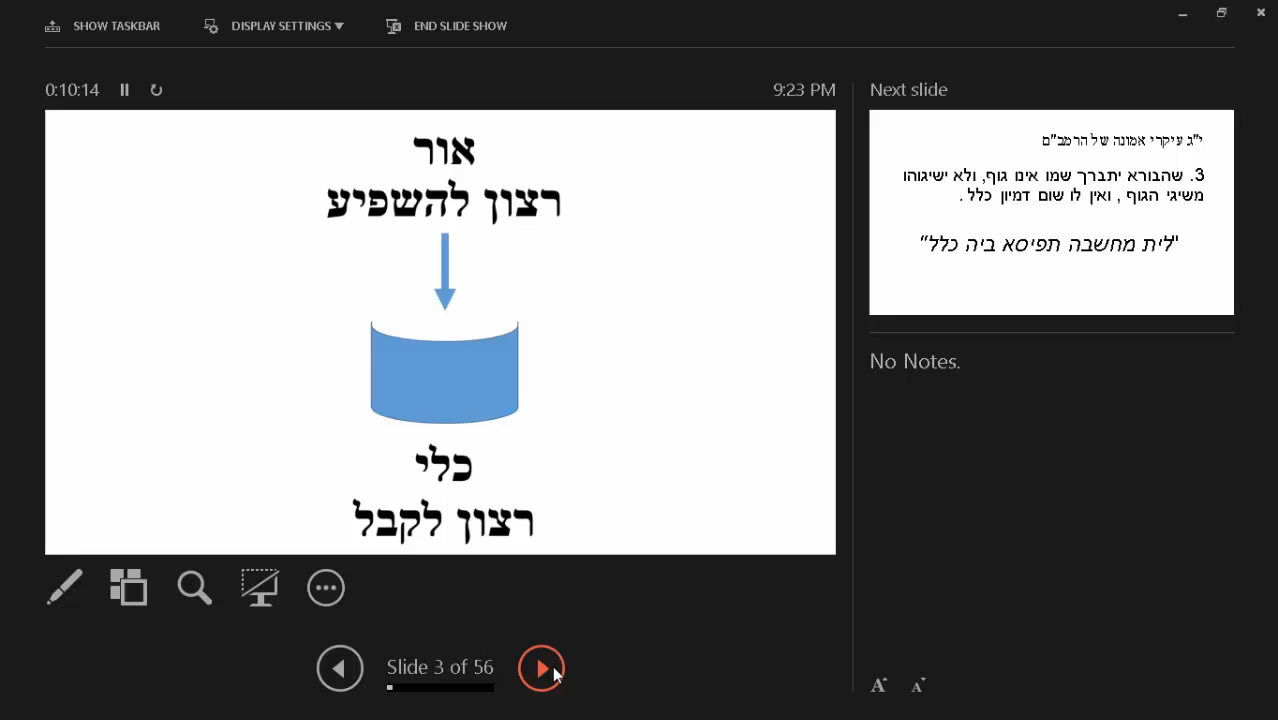 SHOW TASKBAR
DISPLAY SETTINGS
END SLIDE SHOW
0:10:14
9:23 PM
אור
רצון להשפיע
כלי
רצון לקבל
Slide 3 of 56
Next slide
י"ג עיקרי אמונה של הרמב"ם
3. שהבורא יתברך שמו אינו גוף, ולא ישיגוהו
משיגי הגוף , ואין לו שום דמיון כלל .
"לית מחשבה תפיסא ביה כלל"
No Notes.
A A